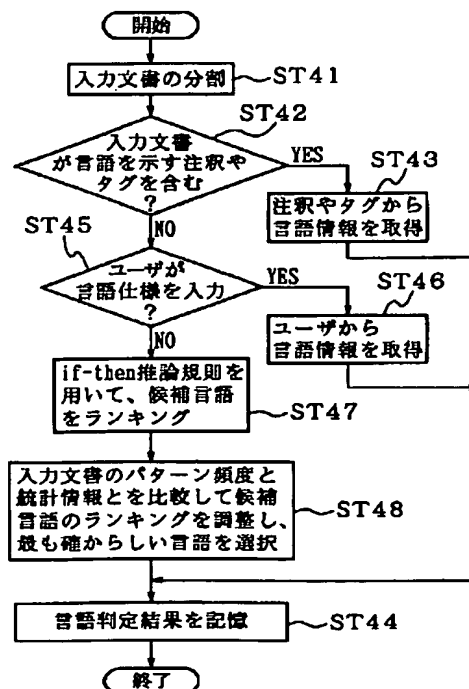 開始
入力文書の分割
ST41
ST42
入力文書
が言語を示す注釈や
タグを含む
?
YES
ST43
注釈やタグから
言語情報を取得
NO
ST45
ユーザが
言語仕様を入力
?
YES
ST46
ユーザから
言語情報を取得
NO
if-then推論規則を
用いて、候補言語
をランキング
ST47
入力文書のパターン頻度と
統計情報とを比較して候補
言語のランキングを調整し、
最も確からしい言語を選択
ST48
言語判定結果を記憶
ST44
終了